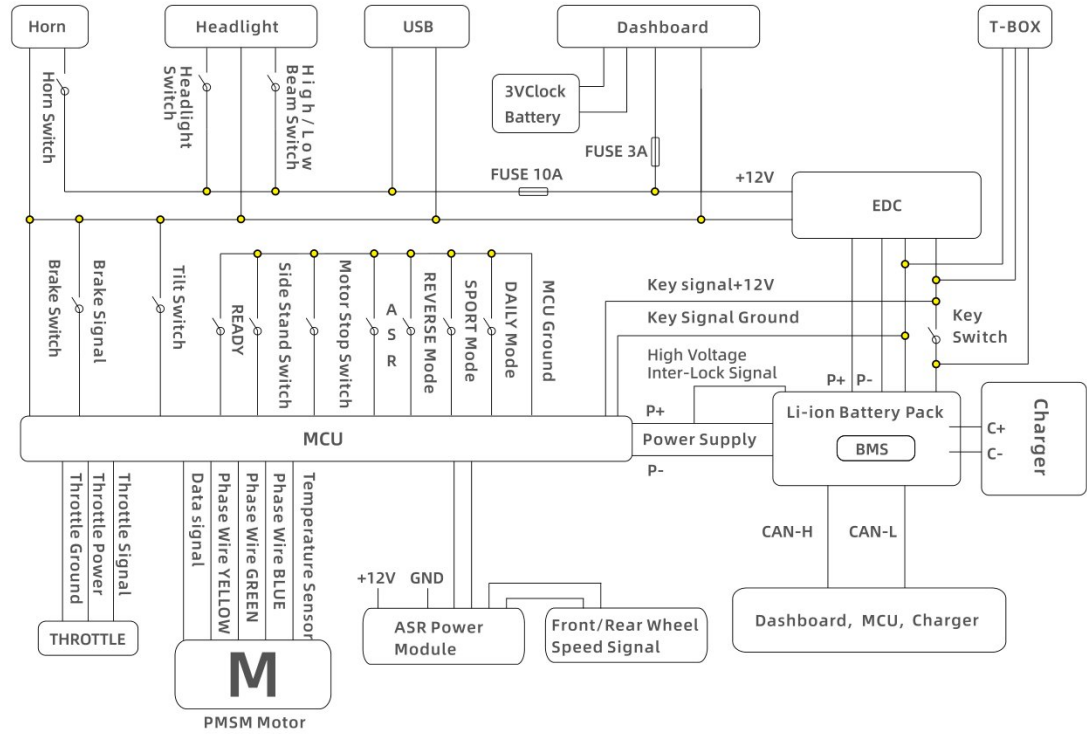 Horn
Headlight
USB
Dashboard
T-BOX
Horn Switch
Headlight
Switch
High/Low
Beam Switch
3VClock
Battery
FUSE 3A
FUSE 10A
+12V
EDC
Brake Switch
Brake Signal
Tilt Switch
READY
Side Stand Switch
Motor Stop Switch
ASR
REVERSE Mode
SPORT Mode
DAILY Mode
MCU Ground
Key signal+12V
Key Signal Ground
Key
Switch
High Voltage
Inter-Lock Signal
P+ P-
MCU
P+
Power Supply
P-
Li-ion Battery Pack
BMS
C+
C-
Charger
Throttle Ground
Throttle Power
Throttle Signal
Data signal
Phase Wire YELLOW
Phase Wire GREEN
Phase Wire BLUE
Temperature Sensor
CAN-H
CAN-L
+12V
GND
THROTTLE
M
PMSM Motor
ASR Power
Module
Front/Rear Wheel
Speed Signal
Dashboard, MCU, Charger